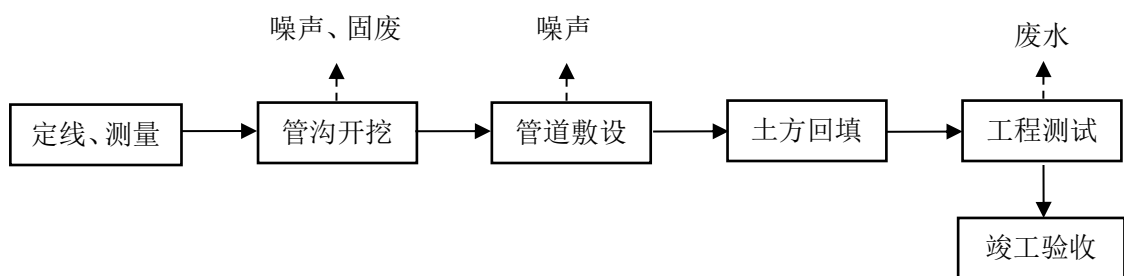 噪声、固废
噪声
废水
定线、测量
管沟开挖
管道敷设
土方回填
工程测试
竣工验收